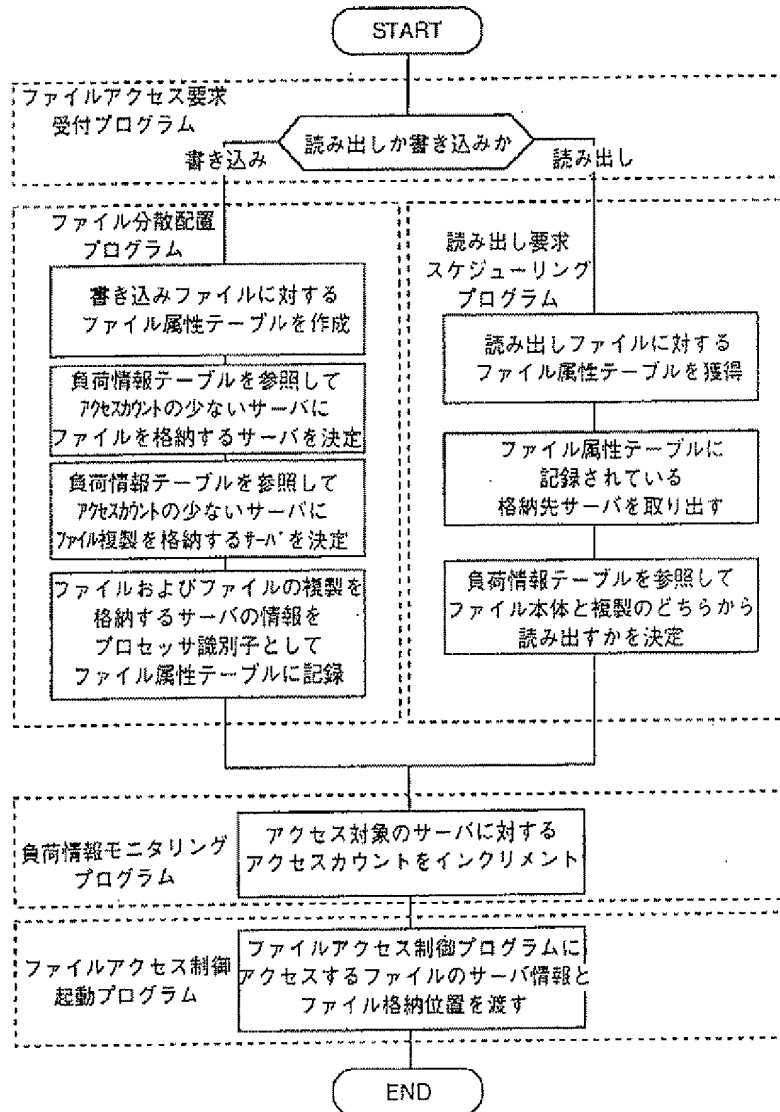 START
ファイルアクセス要求
受付プログラム
読み出しか書き込みか
書き込み
読み出し
ファイル分散配置
プログラム
書き込みファイルに対する
ファイル属性テーブルを作成
負荷情報テーブルを参照して
アクセスカウントの少ないサーバに
ファイルを格納するサーバを決定
負荷情報テーブルを参照して
アクセスカウントの少ないサーバに
ファイル複製を格納するサーバを決定
ファイルおよびファイルの複製を
格納するサーバの情報を
プロセッサ識別子として
ファイル属性テーブルに記録
読み出し要求
スケジューリング
プログラム
読み出しファイルに対する
ファイル属性テーブルを獲得
ファイル属性テーブルに
記録されている
格納先サーバを取り出す
負荷情報テーブルを参照して
ファイル本体と複製のどちらから
読み出すかを決定
負荷情報モニタリング
プログラム
アクセス対象のサーバに対する
アクセスカウントをインクリメント
ファイルアクセス制御
起動プログラム
ファイルアクセス制御プログラムに
アクセスするファイルのサーバ情報と
ファイル格納位置を渡す
END